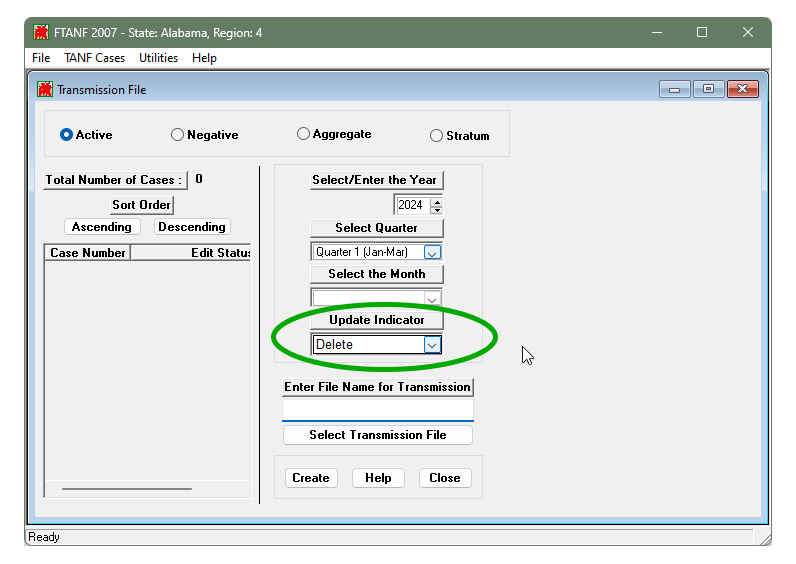 FTANF 2007 - State: Alabama, Region: 4
File TANF Cases Utilities Help
Transmission File
Active Negative Aggregate Stratum
Total Number of Cases : 0
Sort Order
Ascending Descending
Case Number Edit Status
Select/Enter the Year
2024
Select Quarter
Quarter 1 (Jan-Mar)
Select the Month
Update Indicator
Delete
Enter File Name for Transmission
Select Transmission File
Create Help Close
Ready